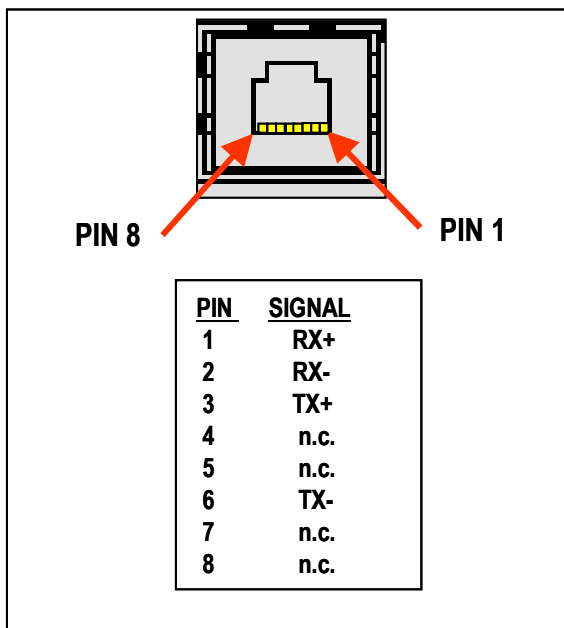 PIN 8 PIN 1
PIN SIGNAL
1 RX+
2 RX-
3 TX+
4 n.c.
5 n.c.
6 TX-
7 n.c.
8 n.c.